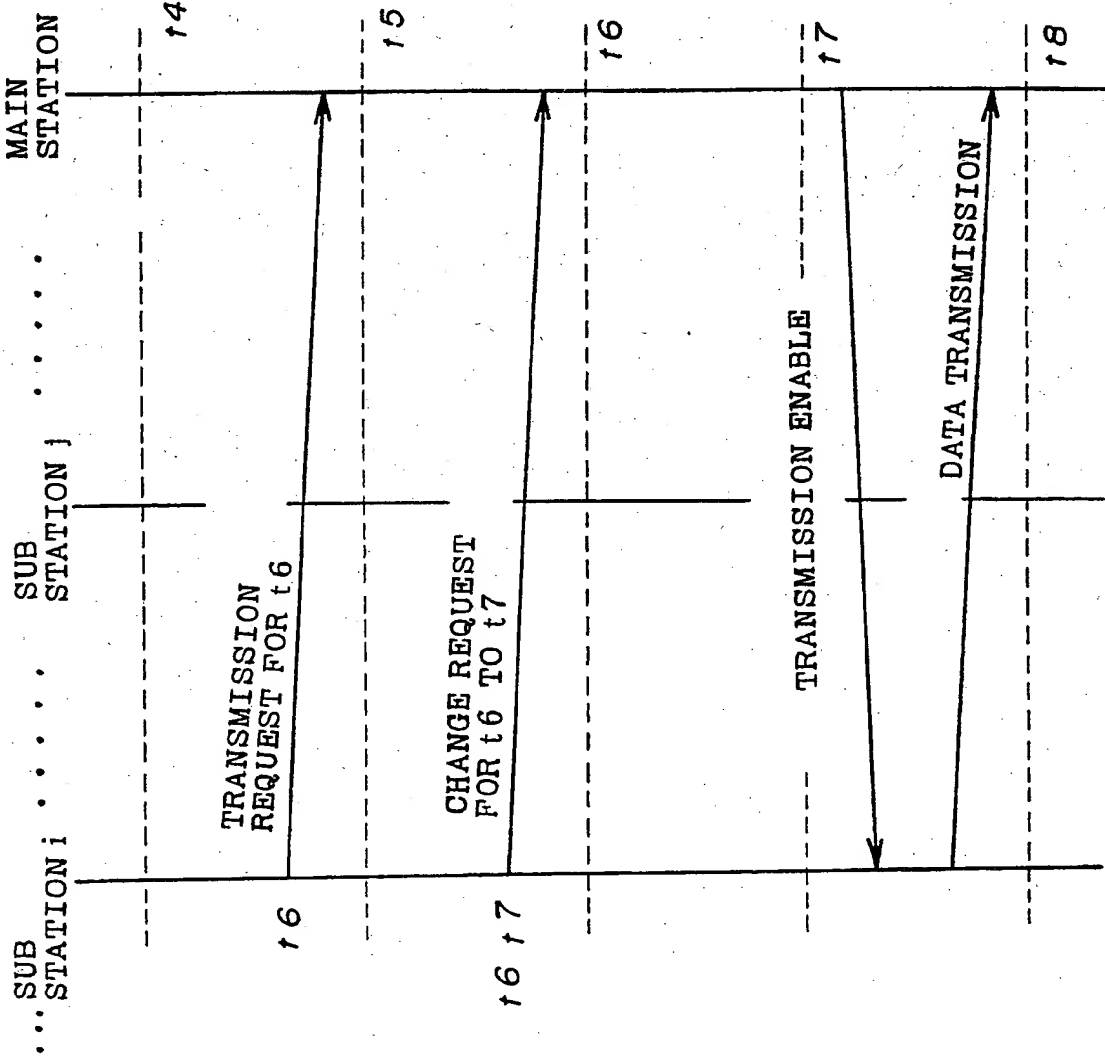 ... SUB
STATION i
.....
SUB
STATION j
.....
MAIN
STATION
t4
TRANSMISSION
REQUEST FOR t6
t6
t5
CHANGE REQUEST
FOR t6 TO t7
t6 t7
t6
TRANSMISSION ENABLE
t7
DATA TRANSMISSION
t8